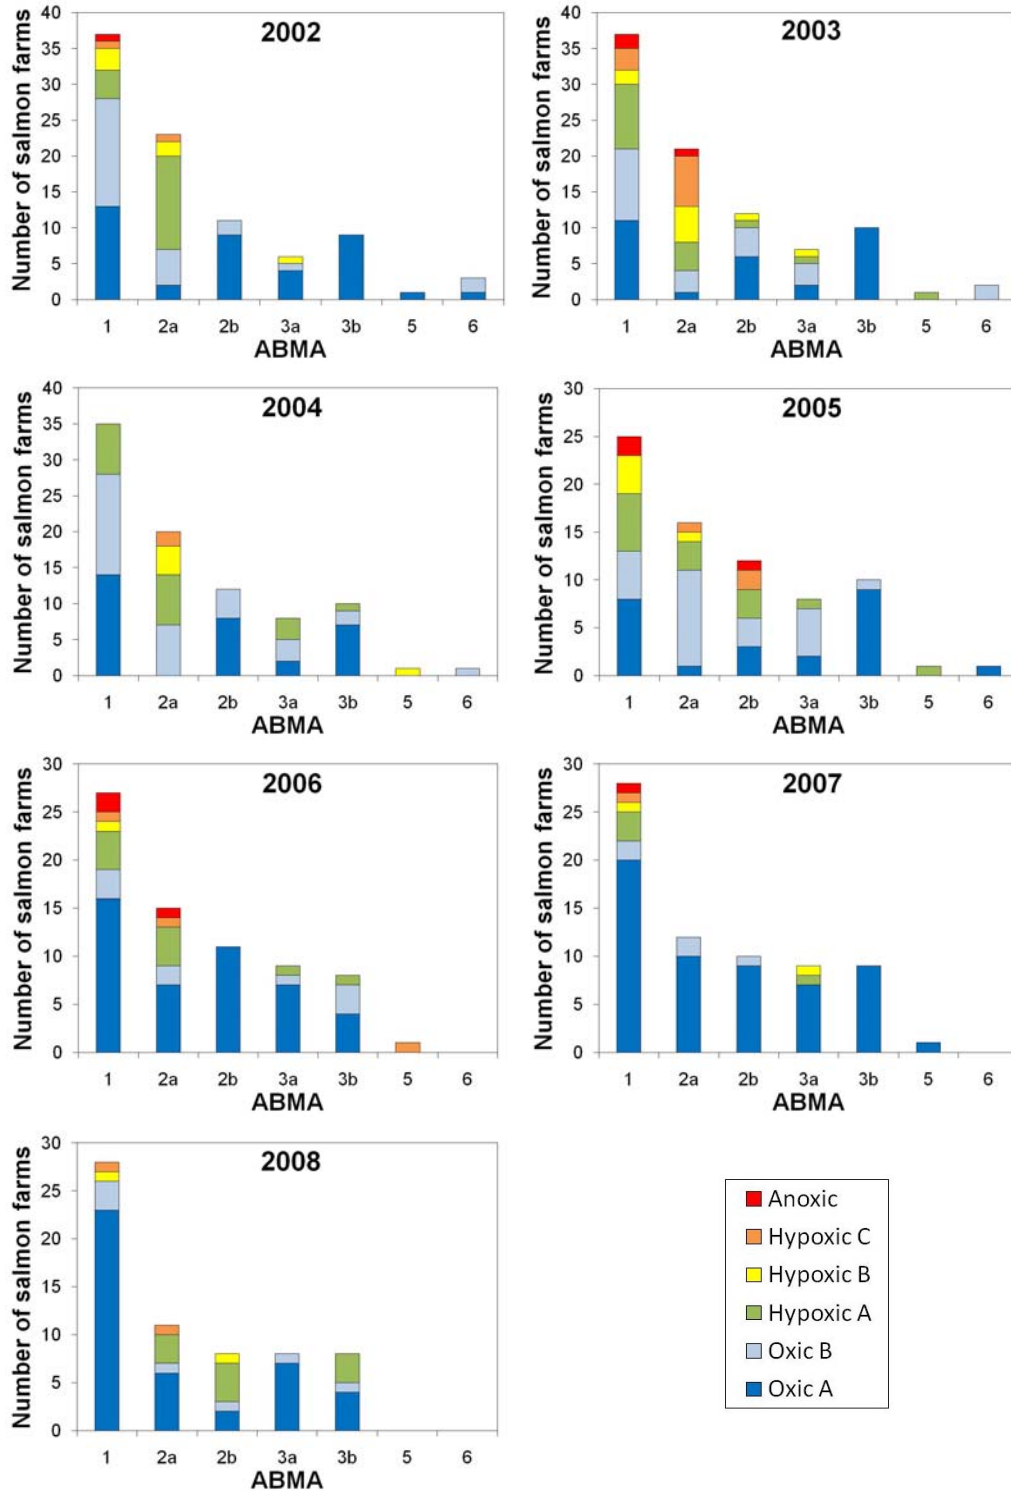 2002
Number of salmon farms
40
35
30
25
20
15
10
5
0
1 2a 2b 3a 3b 5 6
ABMA
2003
Number of salmon farms
40
35
30
25
20
15
10
5
0
1 2a 2b 3a 3b 5 6
ABMA
2004
Number of salmon farms
40
35
30
25
20
15
10
5
0
1 2a 2b 3a 3b 5 6
ABMA
2005
Number of salmon farms
30
25
20
15
10
5
0
1 2a 2b 3a 3b 5 6
ABMA
2006
Number of salmon farms
30
25
20
15
10
5
0
1 2a 2b 3a 3b 5 6
ABMA
2007
Number of salmon farms
30
25
20
15
10
5
0
1 2a 2b 3a 3b 5 6
ABMA
2008
Number of salmon farms
30
25
20
15
10
5
0
1 2a 2b 3a 3b 5 6
ABMA
Anoxic
Hypoxic C
Hypoxic B
Hypoxic A
Oxic B
Oxic A